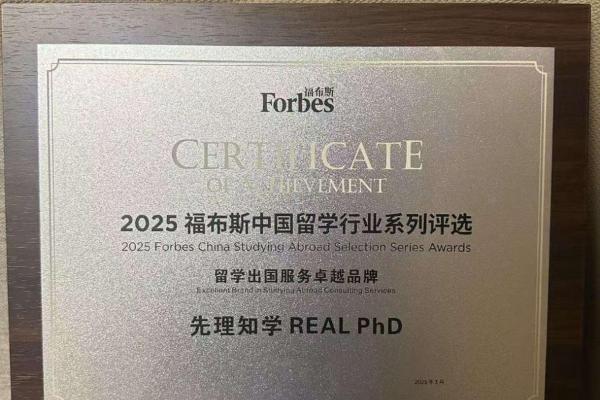 福布斯
Forbes
CERTIFICATE
OF ACHIEVEMENT
2025 福布斯中国留学行业系列评选
2025 Forbes China Studying Abroad Selection Series Awards
留学出国服务卓越品牌
Excellent Brand in Studying Abroad Consulting Services
先理知学 REAL PhD